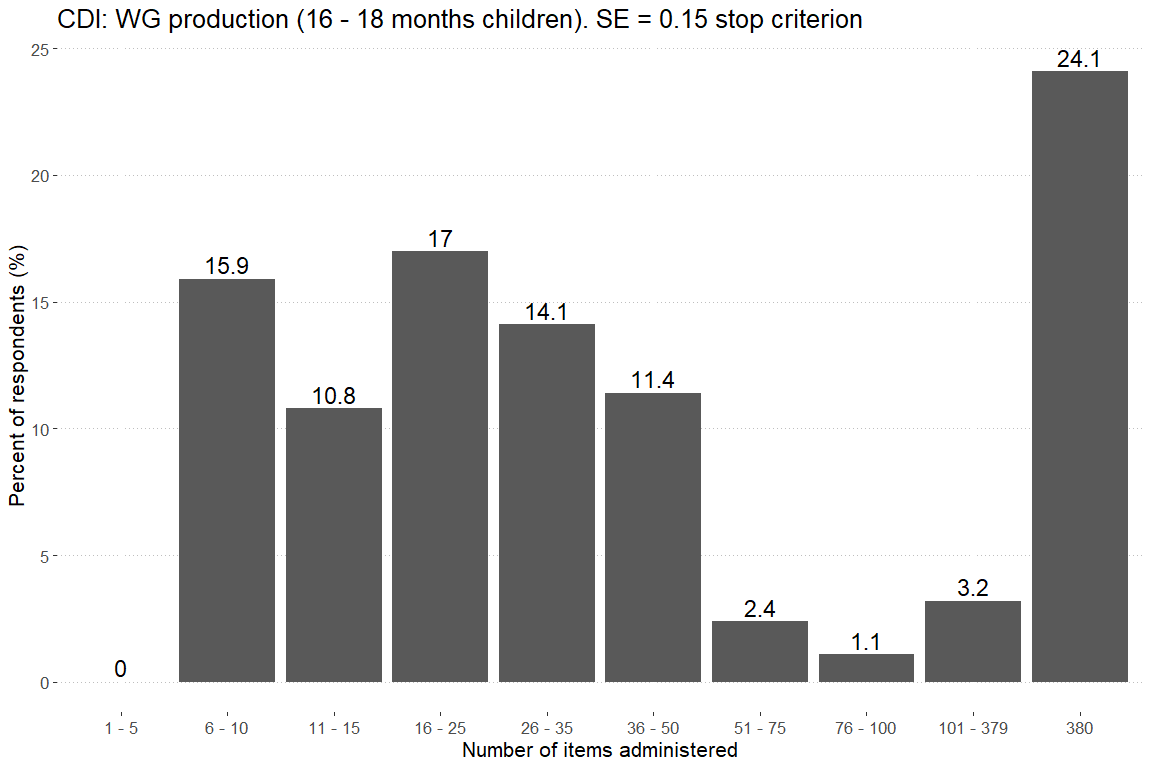 CDI: WG production (16 - 18 months children). SE = 0.15 stop criterion
Percent of respondents (%)
25
20
15
10
5
0
0
15.9
10.8
17
14.1
11.4
2.4
1.1
3.2
24.1
1 - 5
6 - 10
11 - 15
16 - 25
26 - 35
36 - 50
51 - 75
76 - 100
101 - 379
380
Number of items administered